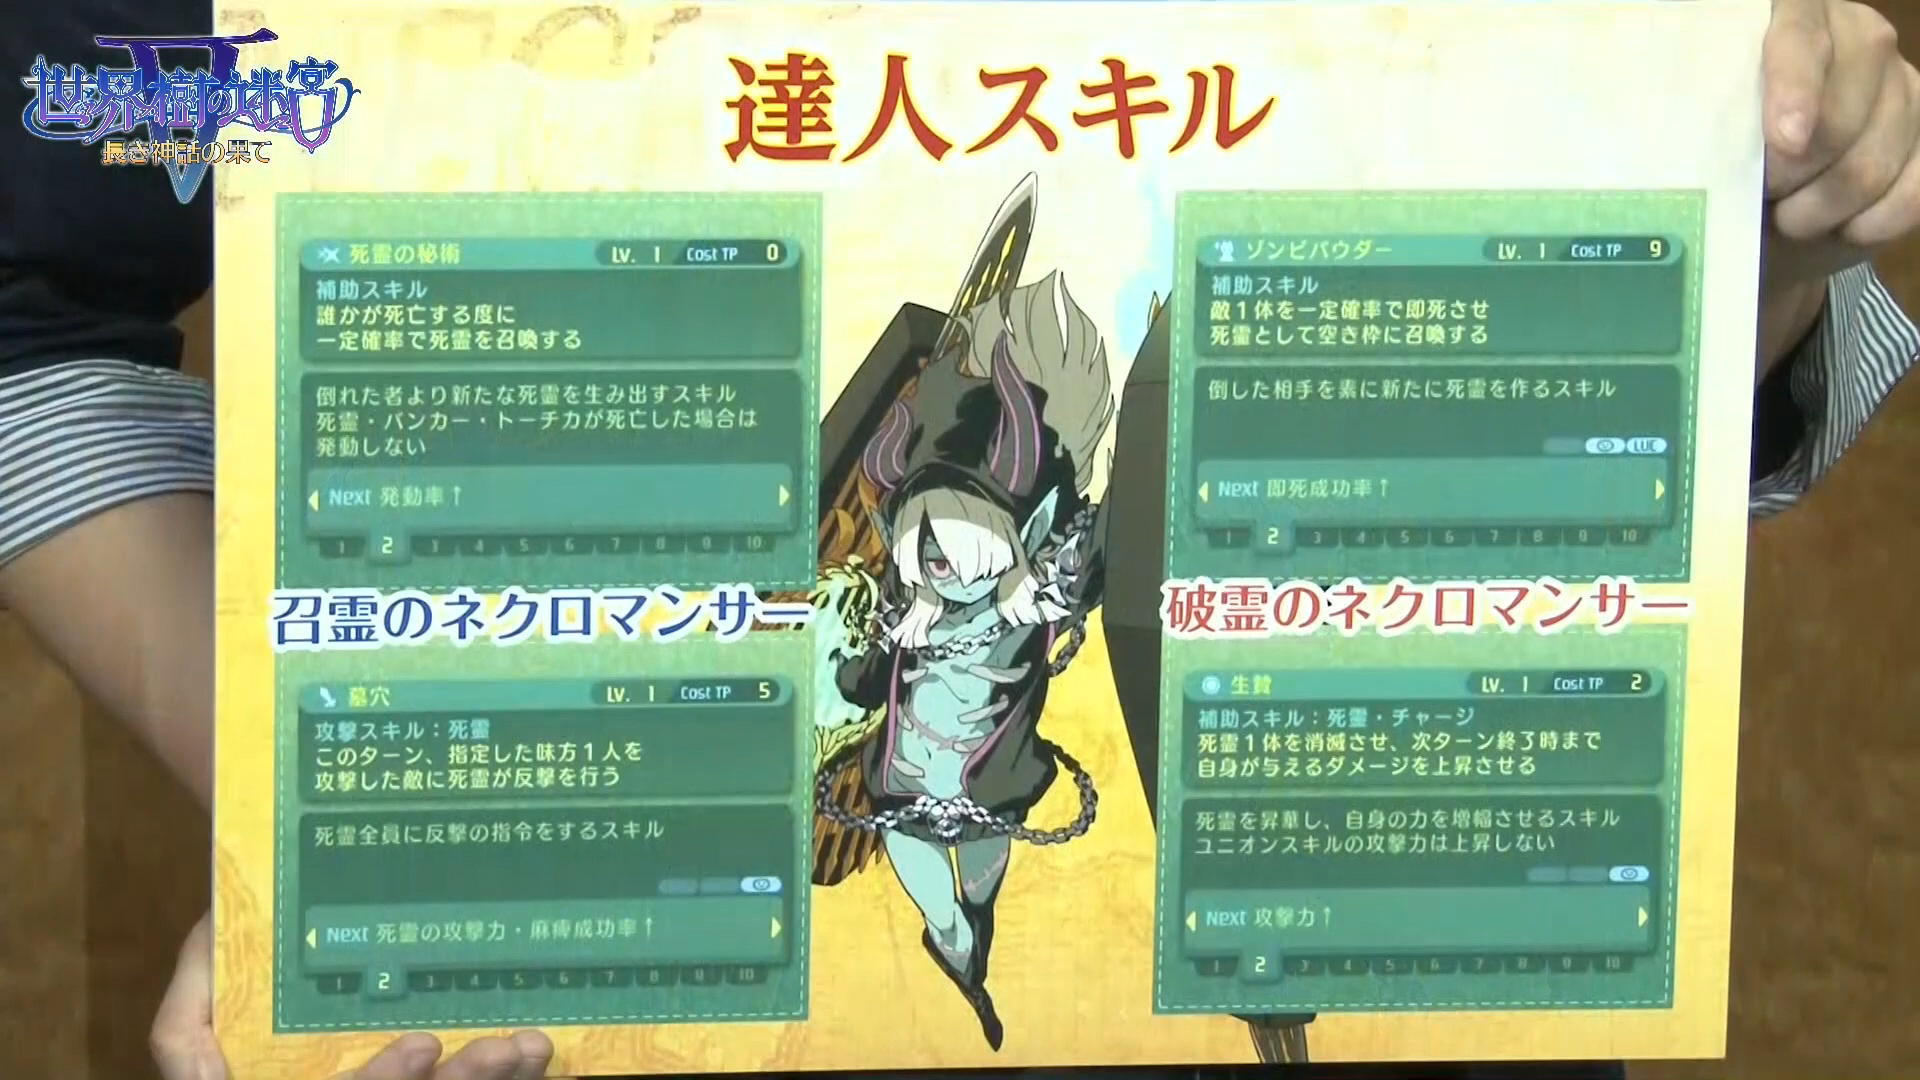 世界樹の迷宮
V
長き神話の果て
達人スキル
死霊の秘術 Lv. 1 Cost TP 0
補助スキル
誰かが死亡する度に
一定確率で死霊を召喚する
倒れた者より新たな死霊を生み出すスキル
死霊・バンカー・トーチカが死亡した場合は
発動しない
Next 発動率↑
1 2 3 4 5 6 7 8 9 10
召霊のネクロマンサー
墓穴 Lv. 1 Cost TP 5
攻撃スキル：死霊
このターン、指定した味方1人を
攻撃した敵に死霊が反撃を行う
死霊全員に反撃の指令をするスキル
Next 死霊の攻撃力・麻痺成功率↑
1 2 3 4 5 6 7 8 9 10
ゾンビパウダー Lv. 1 Cost TP 9
補助スキル
敵1体を一定確率で即死させ
死霊として空き枠に召喚する
倒した相手を素に新たに死霊を作るスキル
LUC
Next 即死成功率↑
1 2 3 4 5 6 7 8 9 10
破霊のネクロマンサー
生贄 Lv. 1 Cost TP 2
補助スキル：死霊・チャージ
死霊1体を消滅させ、次ターン終了時まで
自身が与えるダメージを上昇させる
死霊を昇華し、自身の力を増幅させるスキル
ユニオンスキルの攻撃力は上昇しない
Next 攻撃力↑
1 2 3 4 5 6 7 8 9 10